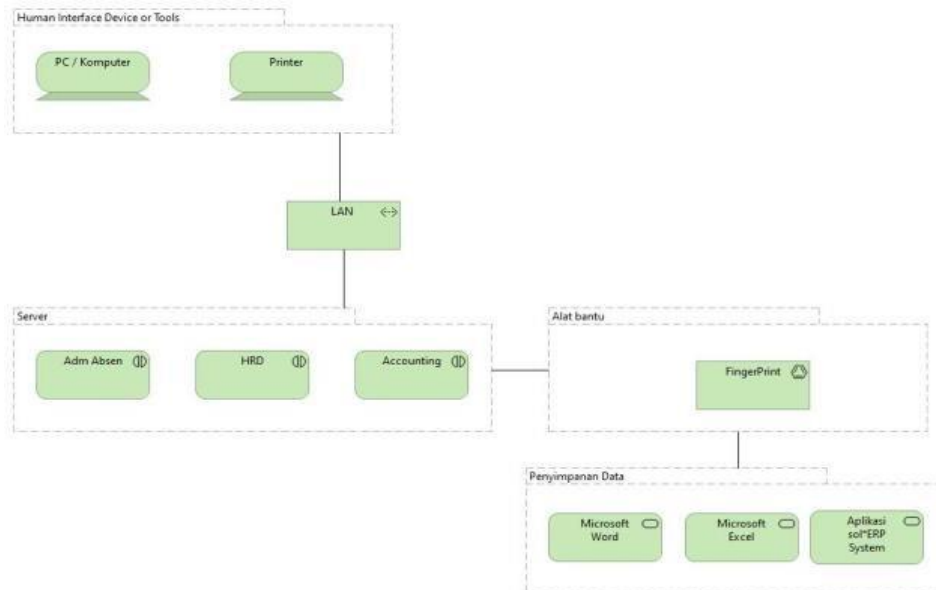 Human Interface Device or Tools
PC / Komputer
Printer
LAN
Server
Adm Absen
HRD
Accounting
Alat bantu
FingerPrint
Penyimpanan Data
Microsoft
Word
Microsoft
Excel
Aplikasi
sol*ERP
System